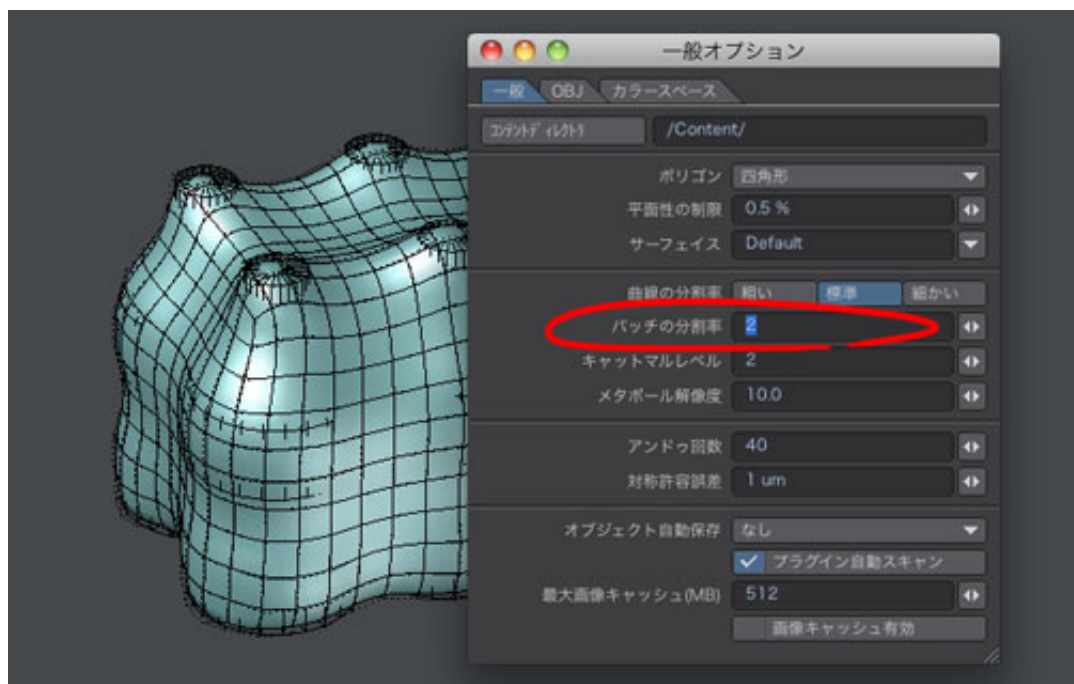 一般オプション
一般 OBJ カラースペース
コンテントディレクトリ /Content/
ポリゴン 四角形
平面性の制限 0.5 %
サーフェイス Default
曲線の分割率 粗い 標準 細かい
パッチの分割率 2
キャットマルレベル 2
メタボール解像度 10.0
アンドゥ回数 40
対称許容誤差 1 um
オブジェクト自動保存 なし
プラグイン自動スキャン
最大画像キャッシュ(MB) 512
画像キャッシュ有効